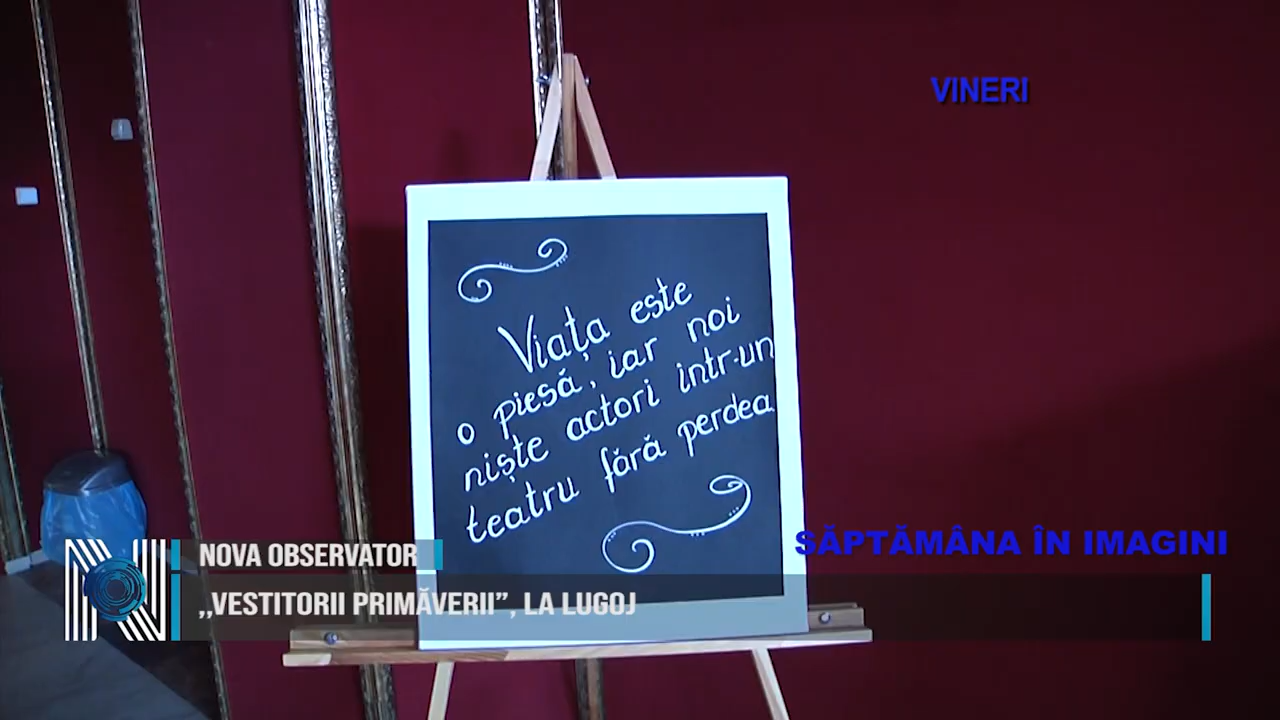 VINERI
Viața este
o piesă, iar noi
niște actori intr-un
teatru fără perdea
SĂPTĂMÂNA ÎN IMAGINI
NOVA OBSERVATOR
,,VESTITORII PRIMĂVERII”, LA LUGOJ